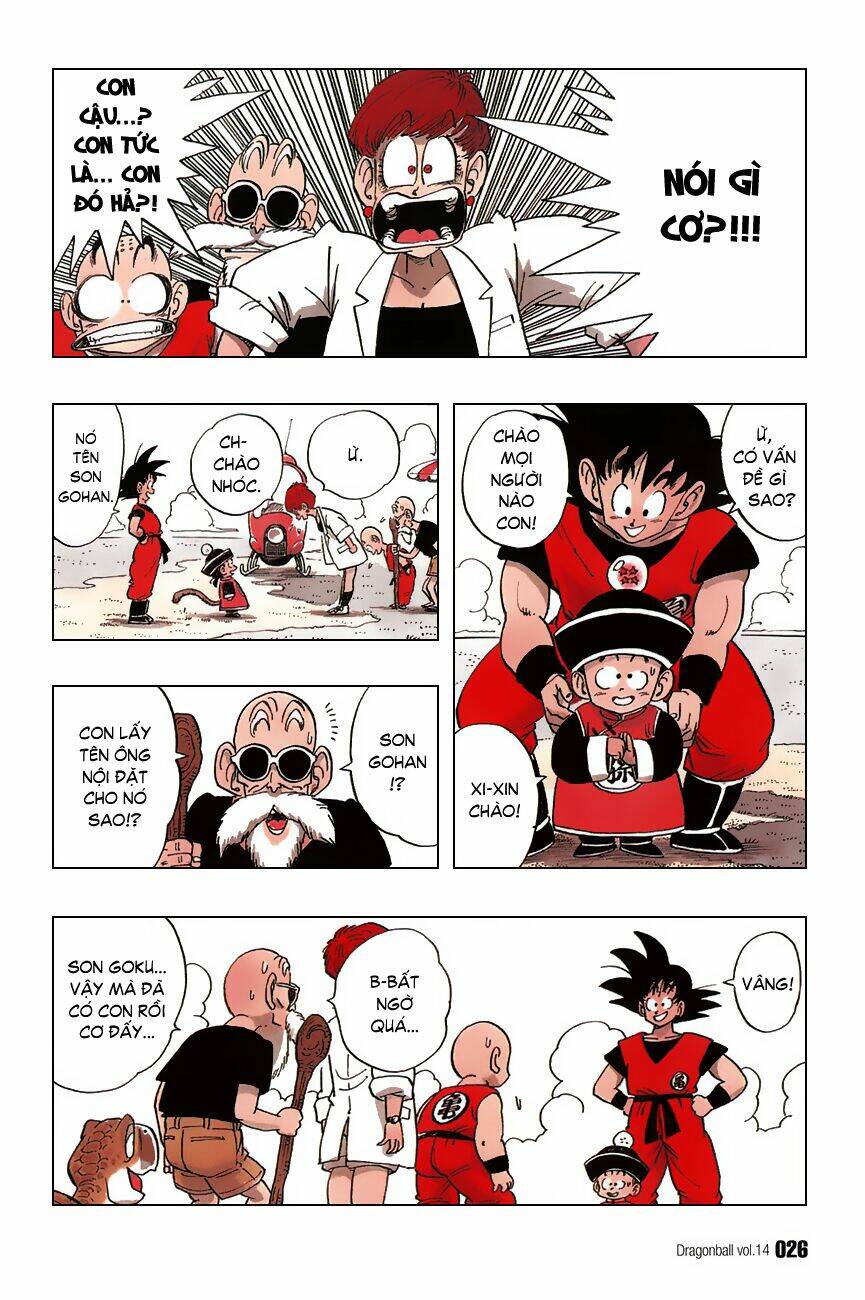 NÓI GÌ
CƠ?!!!
CON
CẬU...?
CON TỨC
LÀ... CON
ĐÓ HẢ?!
Ừ,
CÓ VẤN
ĐỀ GÌ
SAO?
CHÀO
MỌI
NGƯỜI
NÀO
CON!
XI-XIN
CHÀO!
Ừ.
CH-
CHÀO
NHÓC.
NÓ
TÊN
SON
GOHAN.
SON
GOHAN
!?
CON LẤY
TÊN ÔNG
NỘI ĐẶT
CHO NÓ
SAO!?
VÂNG!
B-BẤT
NGỜ
QUÁ...
亀
SON GOKU...
VẬY MÀ ĐÃ
CÓ CON RỒI
CƠ ĐẤY...
Dragonball vol.14 026